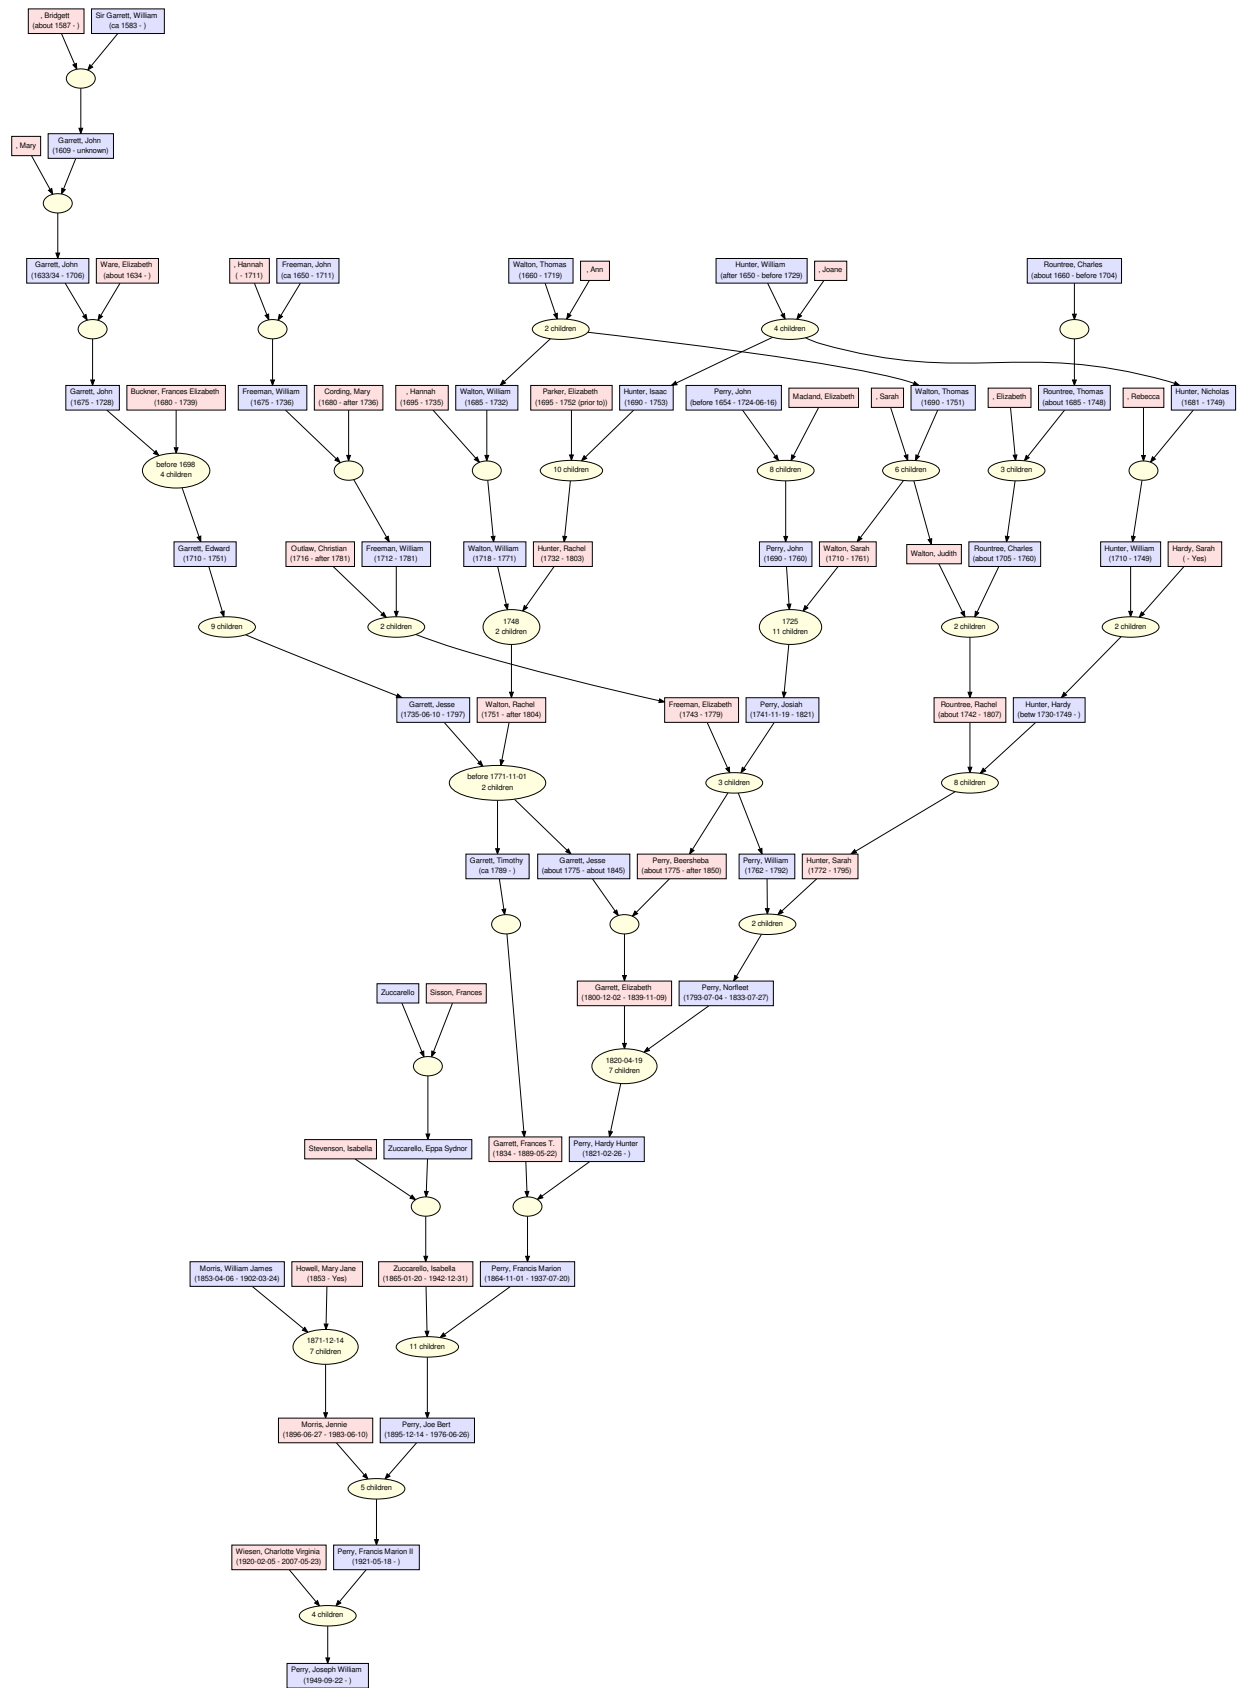 , Bridgett
(about 1587 - )
Sir Garrett, William
(ca 1583 - )
, Mary
Garrett, John
(1609 - unknown)
Garrett, John
(1633/34 - 1706)
Ware, Elizabeth
(about 1634 - )
, Hannah
( - 1711)
Freeman, John
(ca 1650 - 1711)
Walton, Thomas
(1660 - 1719)
, Ann
Hunter, William
(after 1650 - before 1729)
, Joane
Rountree, Charles
(about 1660 - before 1704)
2 children
4 children
Garrett, John
(1675 - 1728)
Buckner, Frances Elizabeth
(1680 - 1739)
Freeman, William
(1675 - 1736)
Cording, Mary
(1680 - after 1736)
, Hannah
(1695 - 1735)
Walton, William
(1685 - 1732)
Parker, Elizabeth
(1695 - 1752 (prior to))
Hunter, Isaac
(1690 - 1753)
Perry, John
(before 1654 - 1724-06-16)
Macland, Elizabeth
, Sarah
Walton, Thomas
(1690 - 1751)
, Elizabeth
Rountree, Thomas
(about 1685 - 1748)
, Rebecca
Hunter, Nicholas
(1681 - 1749)
before 1698
4 children
10 children
8 children
6 children
3 children
Garrett, Edward
(1710 - 1751)
Outlaw, Christian
(1716 - after 1781)
Freeman, William
(1712 - 1781)
Walton, William
(1718 - 1771)
Hunter, Rachel
(1732 - 1803)
Perry, John
(1690 - 1760)
Walton, Sarah
(1710 - 1761)
Walton, Judith
Rountree, Charles
(about 1705 - 1760)
Hunter, William
(1710 - 1749)
Hardy, Sarah
( - Yes)
9 children
2 children
1748
2 children
1725
11 children
2 children
2 children
Garrett, Jesse
(1735-06-10 - 1797)
Walton, Rachel
(1751 - after 1804)
Freeman, Elizabeth
(1743 - 1779)
Perry, Josiah
(1741-11-19 - 1821)
Rountree, Rachel
(about 1742 - 1807)
Hunter, Hardy
(betw 1730-1749 - )
before 1771-11-01
2 children
3 children
8 children
Garrett, Timothy
(ca 1789 - )
Garrett, Jesse
(about 1775 - about 1845)
Perry, Beersheba
(about 1775 - after 1850)
Perry, William
(1762 - 1792)
Hunter, Sarah
(1772 - 1795)
2 children
Zuccarello
Sisson, Frances
Garrett, Elizabeth
(1800-12-02 - 1839-11-09)
Perry, Norfleet
(1793-07-04 - 1833-07-27)
1820-04-19
7 children
Stevenson, Isabella
Zuccarello, Eppa Sydnor
Garrett, Frances T.
(1834 - 1889-05-22)
Perry, Hardy Hunter
(1821-02-26 - )
Morris, William James
(1853-04-06 - 1902-03-24)
Howell, Mary Jane
(1853 - Yes)
Zuccarello, Isabella
(1865-01-20 - 1942-12-31)
Perry, Francis Marion
(1864-11-01 - 1937-07-20)
1871-12-14
7 children
11 children
Morris, Jennie
(1896-06-27 - 1983-06-10)
Perry, Joe Bert
(1895-12-14 - 1976-06-26)
5 children
Wiesen, Charlotte Virginia
(1920-02-05 - 2007-05-23)
Perry, Francis Marion II
(1921-05-18 - )
4 children
Perry, Joseph William
(1949-09-22 - )